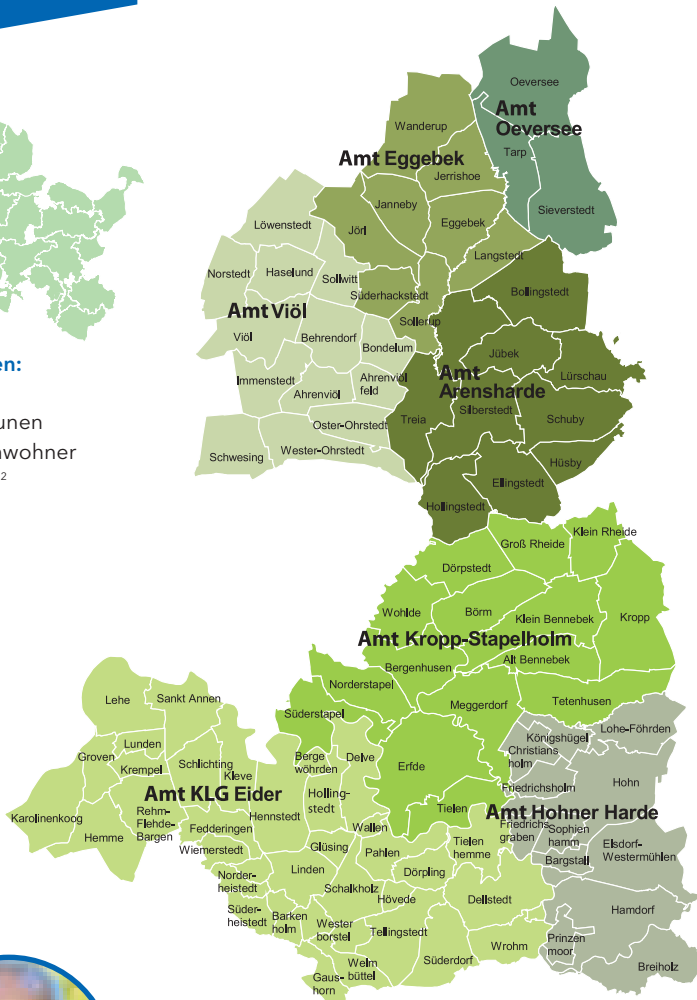 en:
unen
nwohner
2
Oeversee
Amt
Oeversee
Tarp
Sieverstedt
Wanderup
Amt Eggebek
Jerrishoe
Janneby
Jörl
Eggebek
Langstedt
Süderhackstedt
Sollerup
Löwenstedt
Norstedt
Haselund
Sollwitt
Amt Viöl
Viöl
Behrendorf
Bondelum
Immenstedt
Ahrenviöl
Ahrenviöl
feld
Oster-Ohrstedt
Schwesing
Wester-Ohrstedt
Bollingstedt
Jübek
Lürschau
Amt
Arensharde
Silberstedt
Treia
Schuby
Hüsby
Ellingstedt
Hollingstedt
Klein Rheide
Groß Rheide
Dörpstedt
Wohlde
Börm
Klein Bennebek
Kropp
Amt Kropp-Stapelholm
Alt Bennebek
Bergenhusen
Norderstapel
Meggerdorf
Tetenhusen
Süderstapel
Erfde
Tielen
Lehe
Sankt Annen
Lunden
Groven
Krempel
Schlichting
Kleve
Berge
wöhrden
Delve
Amt KLG Eider
Holling-
stedt
Hennstedt
Karolinenkoog
Hemme
Rehm-
Flehde-
Bargen
Fedderingen
Wiemerstedt
Glüsing
Wallen
Pahlen
Tielen
hemme
Linden
Dörpling
Norder-
heistedt
Schalkholz
Hövede
Dellstedt
Süder-
heistedt
Barken
holm
Wester
borstel
Tellingstedt
Wrohm
Welm
büttel
Süderdorf
Gaus-
horn
Königshügel
Lohe-Föhrden
Christians
holm
Friedrichsholm
Hohn
Amt Hohner Harde
Friedrichs
graben
Sophien
hamm
Elsdorf-
Westermühlen
Bargstall
Hamdorf
Prinzen
moor
Breiholz